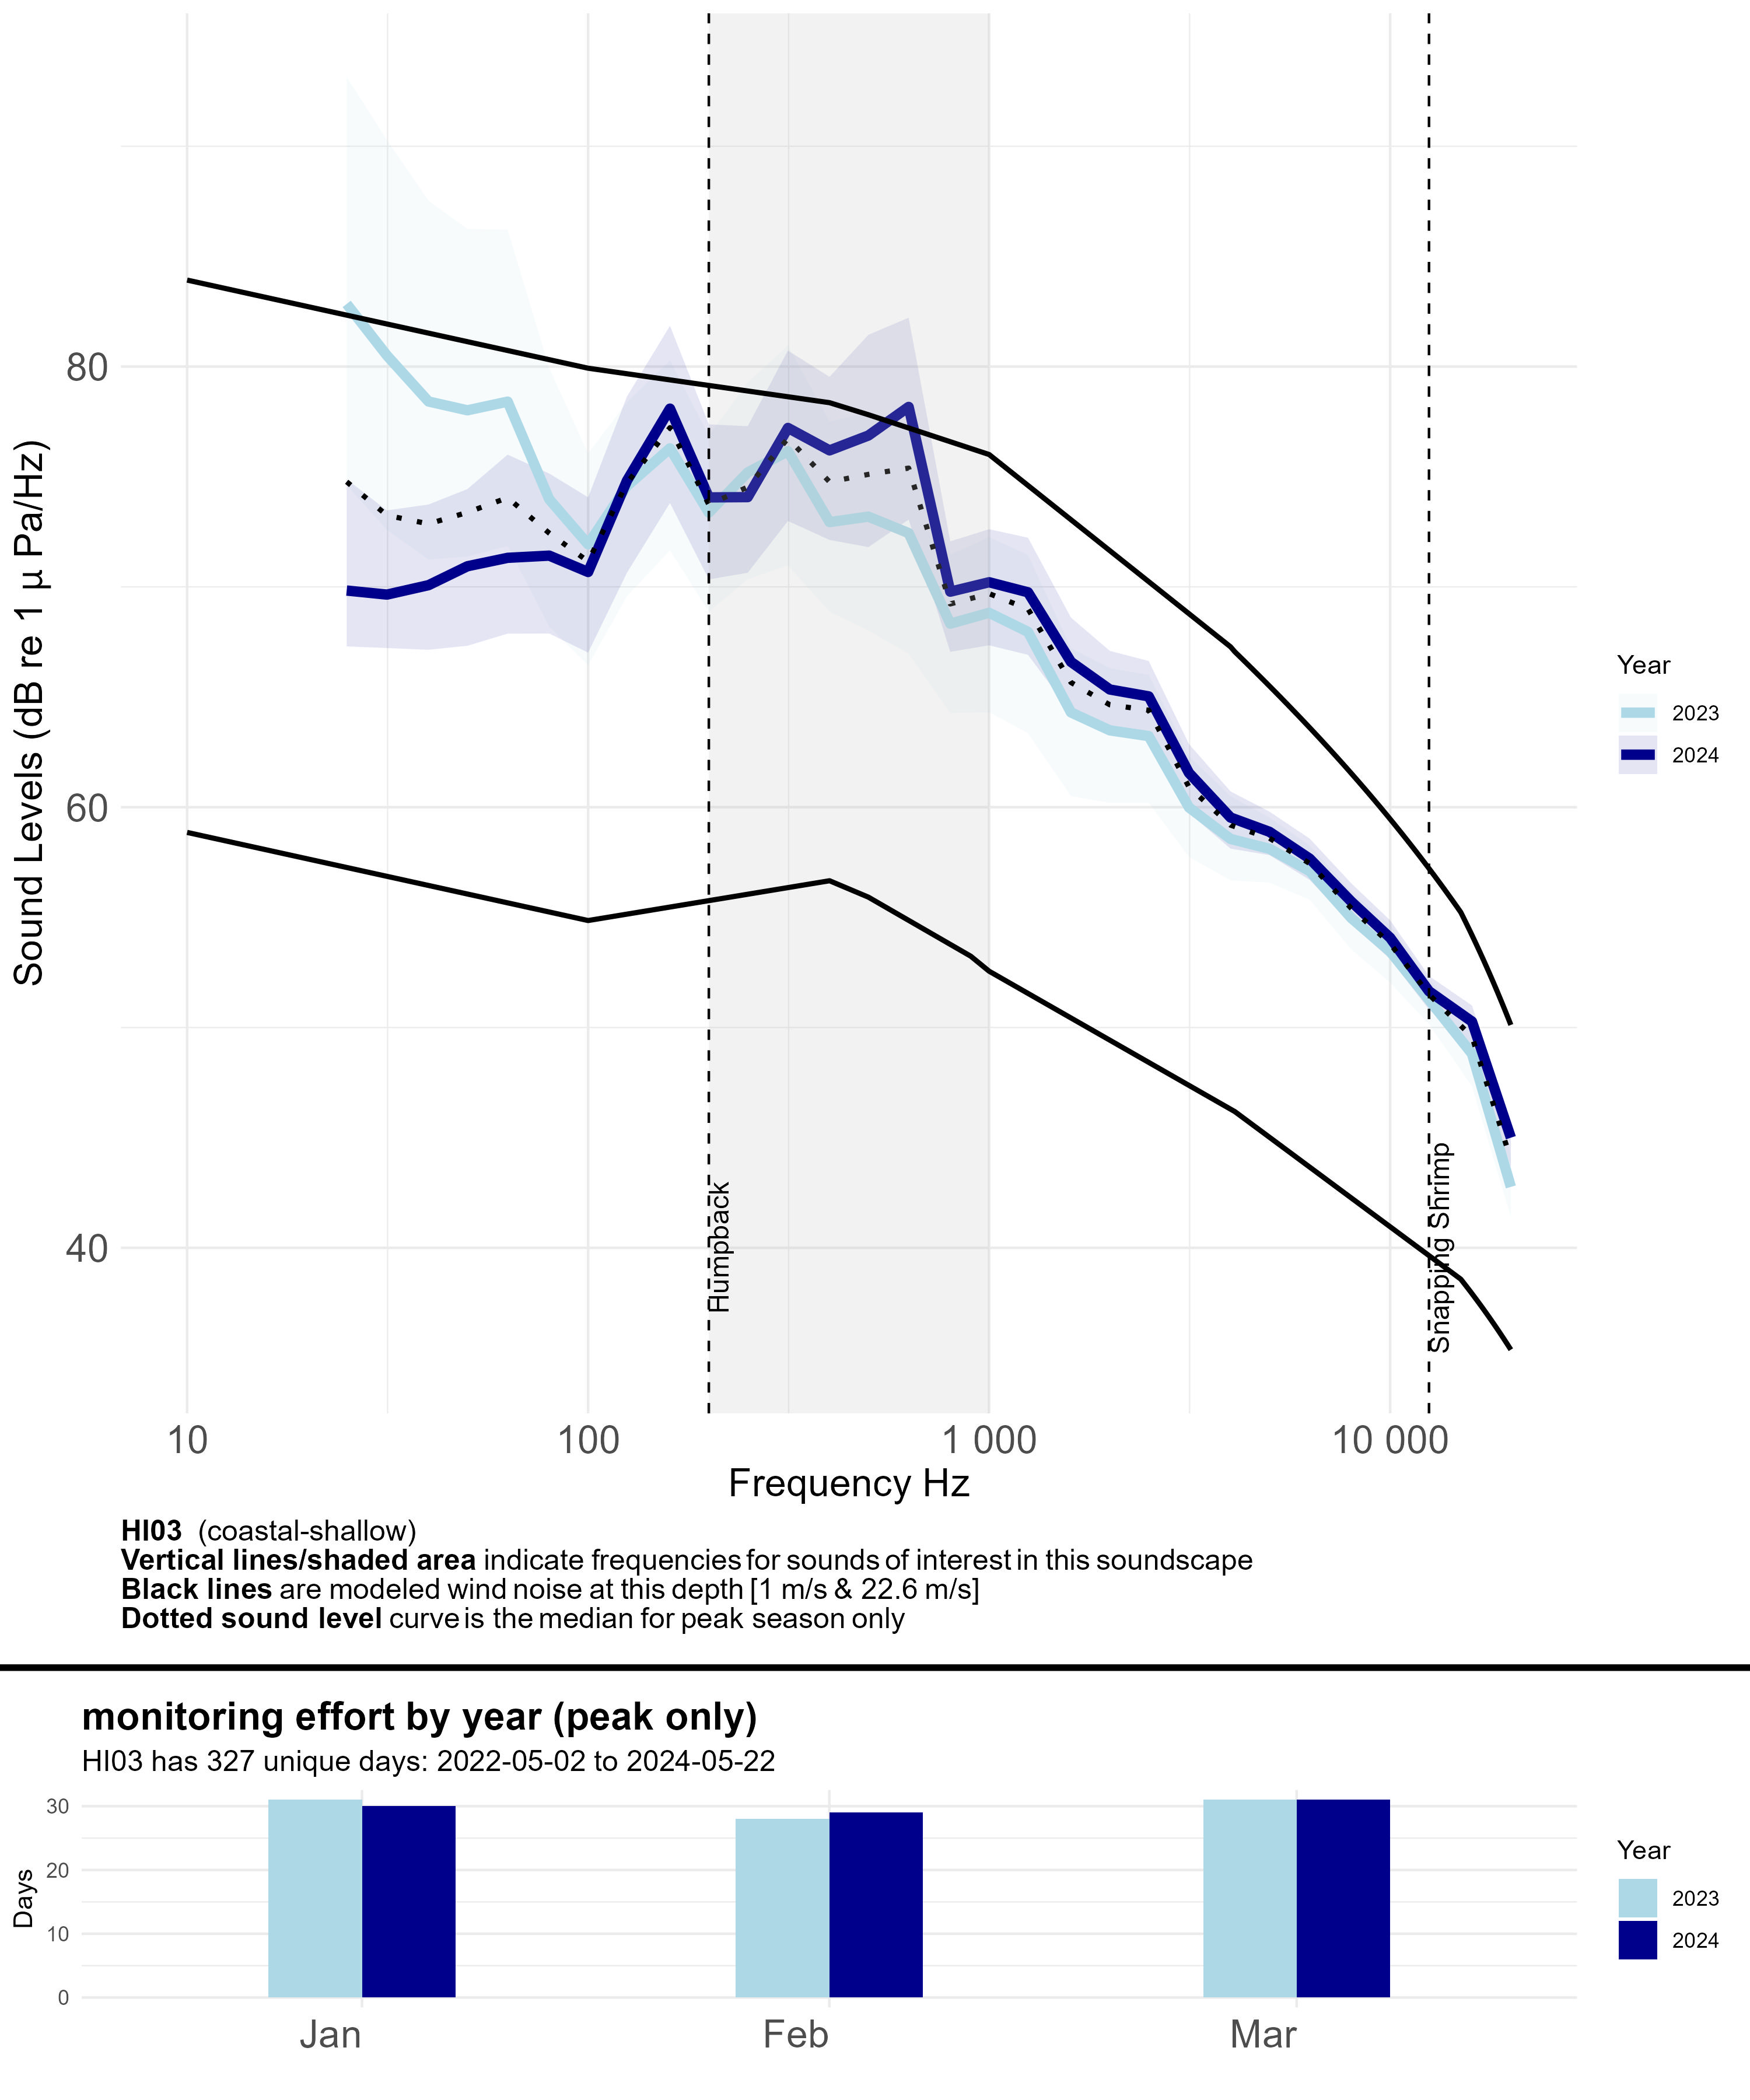 80
60
40
Sound Levels (dB re 1 µ Pa/Hz)
Humpback
Snapping Shrimp
10
100
1 000
10 000
Frequency Hz
Year
2023
2024
HI03 (coastal-shallow)
Vertical lines/shaded area indicate frequencies for sounds of interest in this soundscape
Black lines are modeled wind noise at this depth [1 m/s & 22.6 m/s]
Dotted sound level curve is the median for peak season only
monitoring effort by year (peak only)
HI03 has 327 unique days: 2022-05-02 to 2024-05-22
30
20
10
0
Days
Jan
Feb
Mar
Year
2023
2024